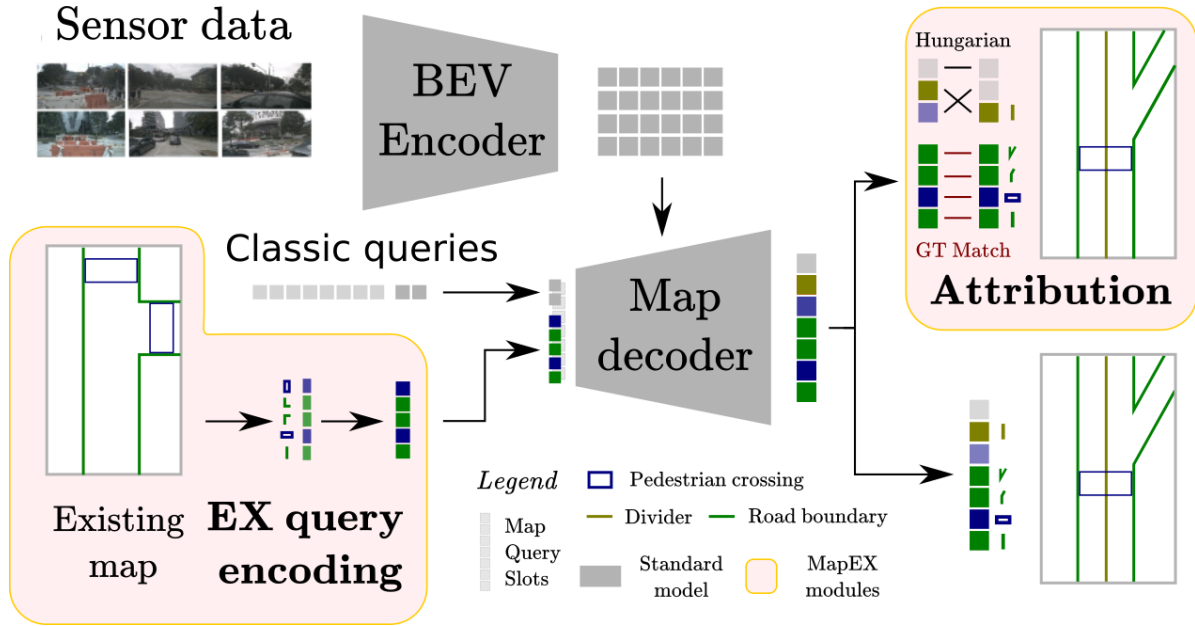 Sensor data
BEV
Encoder
Hungarian
GT Match
Attribution
Classic queries
Map
decoder
Existing
map
EX query
encoding
Legend
Pedestrian crossing
Divider
Road boundary
Map
Query
Slots
Standard
model
MapEX
modules